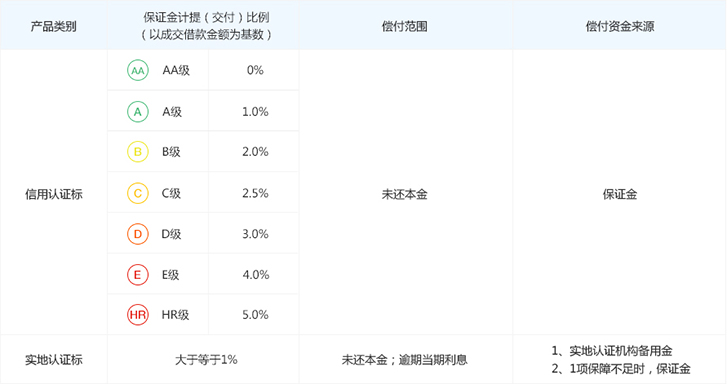 产品类别
保证金计提（交付）比例
（以成交借款金额为基数）
偿付范围
偿付资金来源
信用认证标
AA AA级 0%
A A级 1.0%
B B级 2.0%
C C级 2.5%
D D级 3.0%
E E级 4.0%
HR HR级 5.0%
未还本金
保证金
实地认证标
大于等于1%
未还本金；逾期当期利息
1、实地认证机构备用金
2、1项保障不足时，保证金